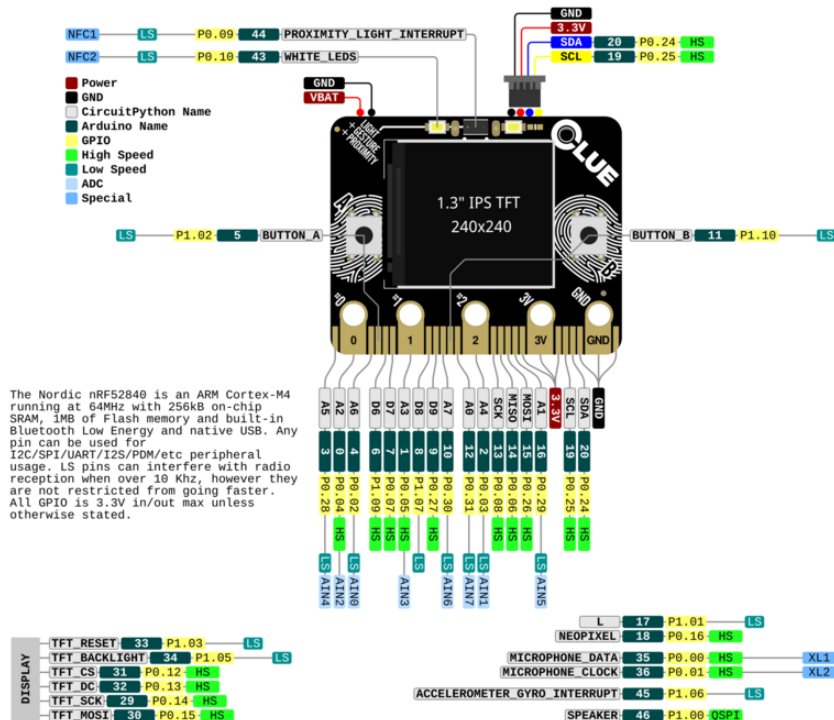 NFC1 LS P0.09 44 PROXIMITY_LIGHT_INTERRUPT
NFC2 LS P0.10 43 WHITE_LEDS
GND
3.3V
SDA 20 P0.24 HS
SCL 19 P0.25 HS
Power
GND
CircuitPython Name
Arduino Name
GPIO
High Speed
Low Speed
ADC
Special
GND
VBAT
+ LIGHT
+ GESTURE
+ PROXIMITY
CLUE
1.3" IPS TFT
240x240
A
B
LS P1.02 5 BUTTON_A
BUTTON_B 11 P1.10 LS
#0 #1 #2 3V GND
0 1 2 3V GND
A5 3 P0.28 LS AIN4
A2 0 P0.04 HS AIN2
A6 4 P0.02 LS AIN0
D6 6 P1.09 HS
D7 7 P0.07 HS
A3 1 P0.05 HS AIN3
D8 8 P1.07 LS
D9 9 P0.27 HS
A7 10 P0.30 LS AIN6
A0 12 P0.31 LS AIN7
A4 2 P0.03 LS AIN1
SCK 13 P0.08 HS
MISO 14 P0.06 HS
MOSI 15 P0.26 HS
A1 16 P0.29 LS AIN5
3.3V
SCL 19 P0.25 HS
SDA 20 P0.24 HS
GND
The Nordic nRF52840 is an ARM Cortex-M4
running at 64MHz with 256kB on-chip
SRAM, 1MB of Flash memory and built-in
Bluetooth Low Energy and native USB. Any
pin can be used for
I2C/SPI/UART/I2S/PDM/etc peripheral
usage. LS pins can interfere with radio
reception when over 10 Khz, however they
are not restricted from going faster.
All GPIO is 3.3V in/out max unless
otherwise stated.
DISPLAY
TFT_RESET 33 P1.03 LS
TFT_BACKLIGHT 34 P1.05 LS
TFT_CS 31 P0.12 HS
TFT_DC 32 P0.13 HS
TFT_SCK 29 P0.14 HS
TFT_MOSI 30 P0.15 HS
L 17 P1.01 LS
NEOPIXEL 18 P0.16 HS
MICROPHONE_DATA 35 P0.00 HS XL1
MICROPHONE_CLOCK 36 P0.01 HS XL2
ACCELEROMETER_GYRO_INTERRUPT 45 P1.06 LS
SPEAKER 46 P1.00 QSPI